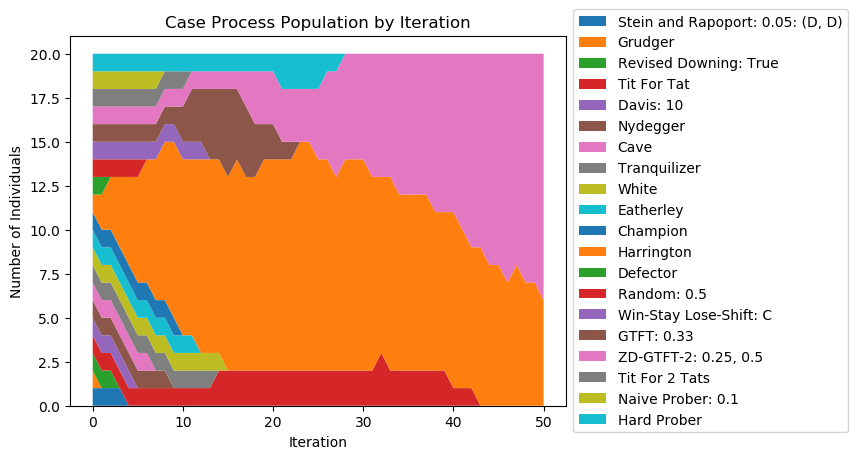 Case Process Population by Iteration
20.0
17.5
15.0
12.5
10.0
7.5
5.0
2.5
0.0
Number of Individuals
0 10 20 30 40 50
Iteration
Stein and Rapoport: 0.05: (D, D)
Grudger
Revised Downing: True
Tit For Tat
Davis: 10
Nydegger
Cave
Tranquilizer
White
Eatherley
Champion
Harrington
Defector
Random: 0.5
Win-Stay Lose-Shift: C
GTFT: 0.33
ZD-GTFT-2: 0.25, 0.5
Tit For 2 Tats
Naive Prober: 0.1
Hard Prober